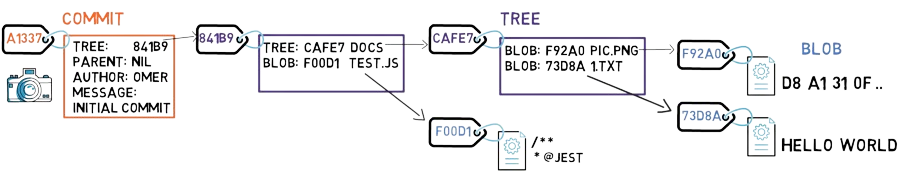 COMMIT
A1337
TREE: 841B9
PARENT: NIL
AUTHOR: OMER
MESSAGE:
INITIAL COMMIT
841B9
TREE: CAFE7 DOCS
BLOB: F00D1 TEST.JS
TREE
CAFE7
BLOB: F92A0 PIC.PNG
BLOB: 73D8A 1.TXT
F00D1
/**
* @JEST
BLOB
F92A0
D8 A1 31 0F ..
73D8A
HELLO WORLD